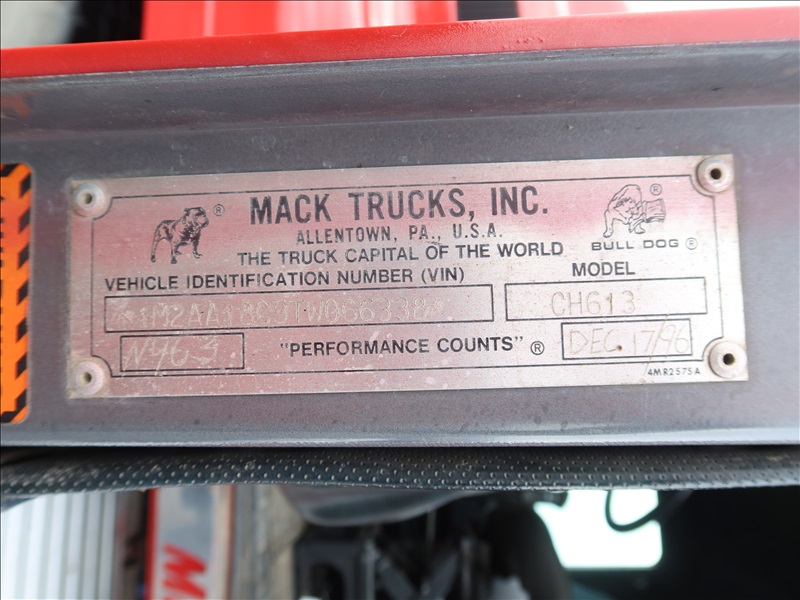 MACK TRUCKS, INC.
ALLENTOWN, PA., U.S.A.
THE TRUCK CAPITAL OF THE WORLD
BULL DOG ®
VEHICLE IDENTIFICATION NUMBER (VIN)
MODEL
CH613
N463
"PERFORMANCE COUNTS" ®
DEC 17/96
4MR2575A
M